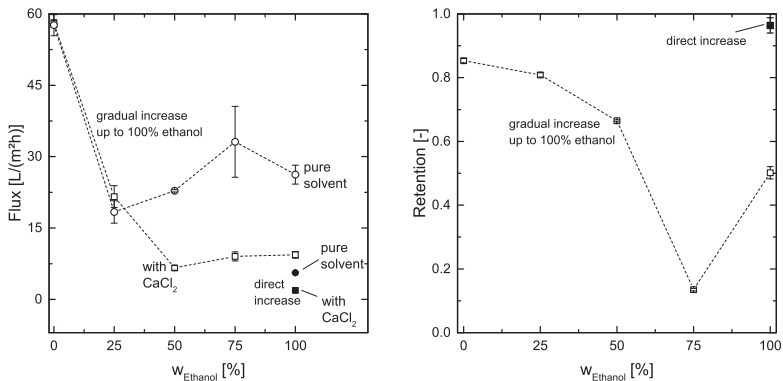 60
45
30
15
0
Flux [L/(m²h)]
gradual increase
up to 100% ethanol
pure
solvent
pure
solvent
with
CaCl₂
direct
increase
with
CaCl₂
0 25 50 75 100
wEthanol [%]
1.0
0.8
0.6
0.4
0.2
0.0
Retention [-]
direct increase
gradual increase
up to 100% ethanol
0 25 50 75 100
wEthanol [%]